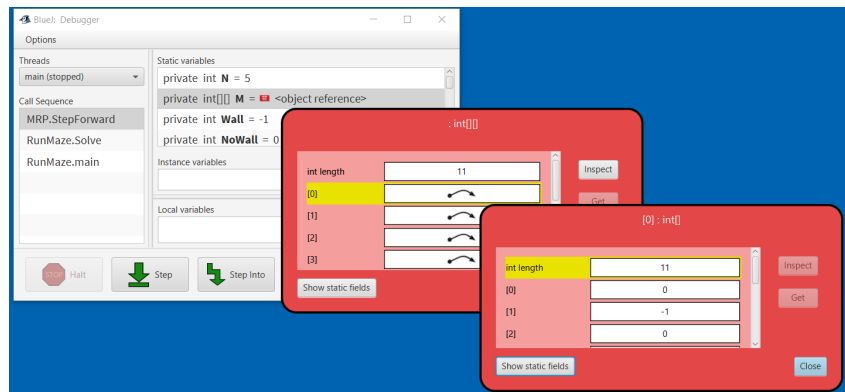 BlueJ: Debugger
Options
Threads
main (stopped)
Call Sequence
MRP.StepForward
RunMaze.Solve
RunMaze.main
Static variables
private int N = 5
private int[][] M = <object reference>
private int Wall = -1
private int NoWall = 0
Instance variables
Local variables
STOP Halt
Step
Step Into
: int[][]
int length 11
[0]
[1]
[2]
[3]
Inspect
Get
Show static fields
[0] : int[]
int length 11
[0] 0
[1] -1
[2] 0
Inspect
Get
Show static fields
Close